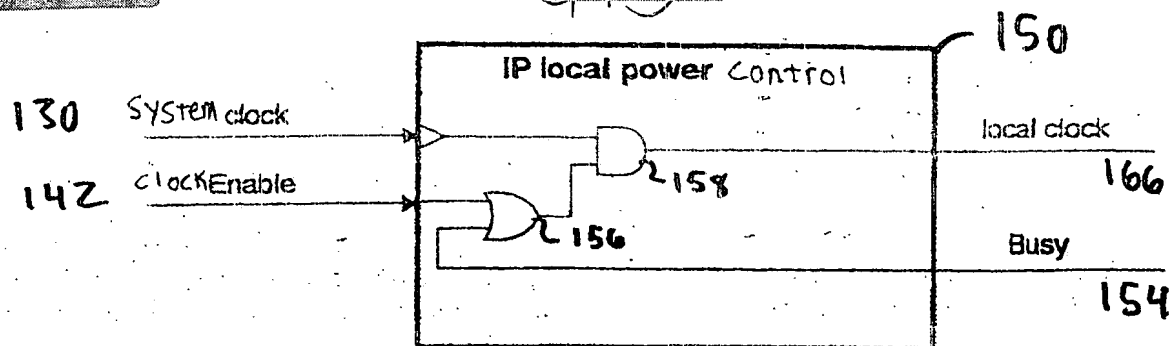 150
IP local power control
130 System clock
local clock
166
158
142 clockEnable
156
Busy
154